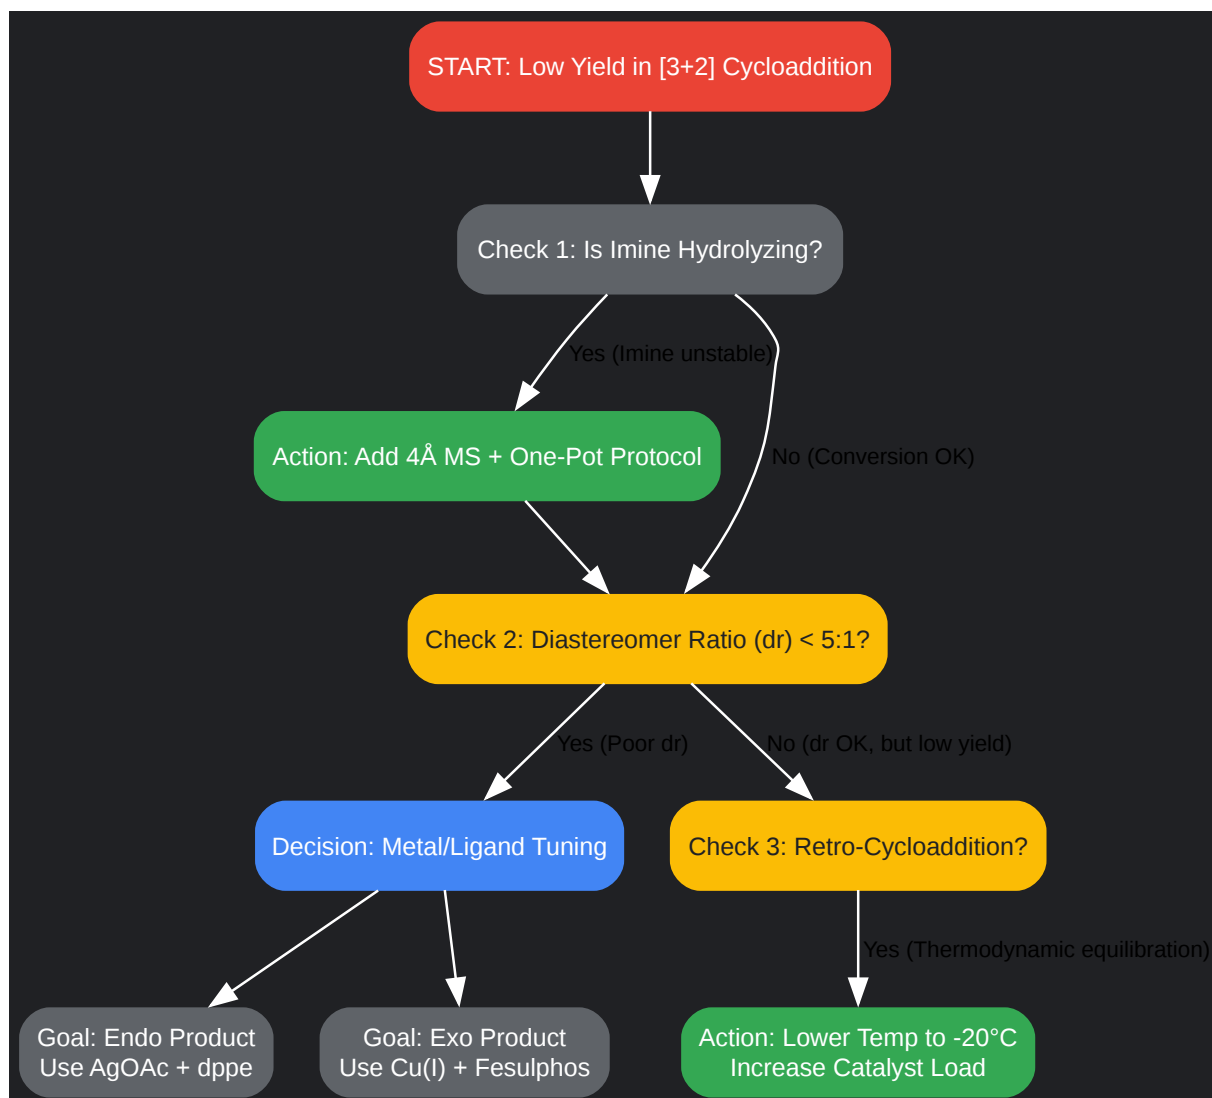 START: Low Yield in [3+2] Cycloaddition
Check 1: Is Imine Hydrolyzing?
Yes (Imine unstable)
Action: Add 4Å MS + One-Pot Protocol
No (Conversion OK)
Check 2: Diastereomer Ratio (dr) < 5:1?
Yes (Poor dr)
No (dr OK, but low yield)
Decision: Metal/Ligand Tuning
Check 3: Retro-Cycloaddition?
Yes (Thermodynamic equilibration)
Goal: Endo Product
Use AgOAc + dppe
Goal: Exo Product
Use Cu(I) + Fesulphos
Action: Lower Temp to -20°C
Increase Catalyst Load